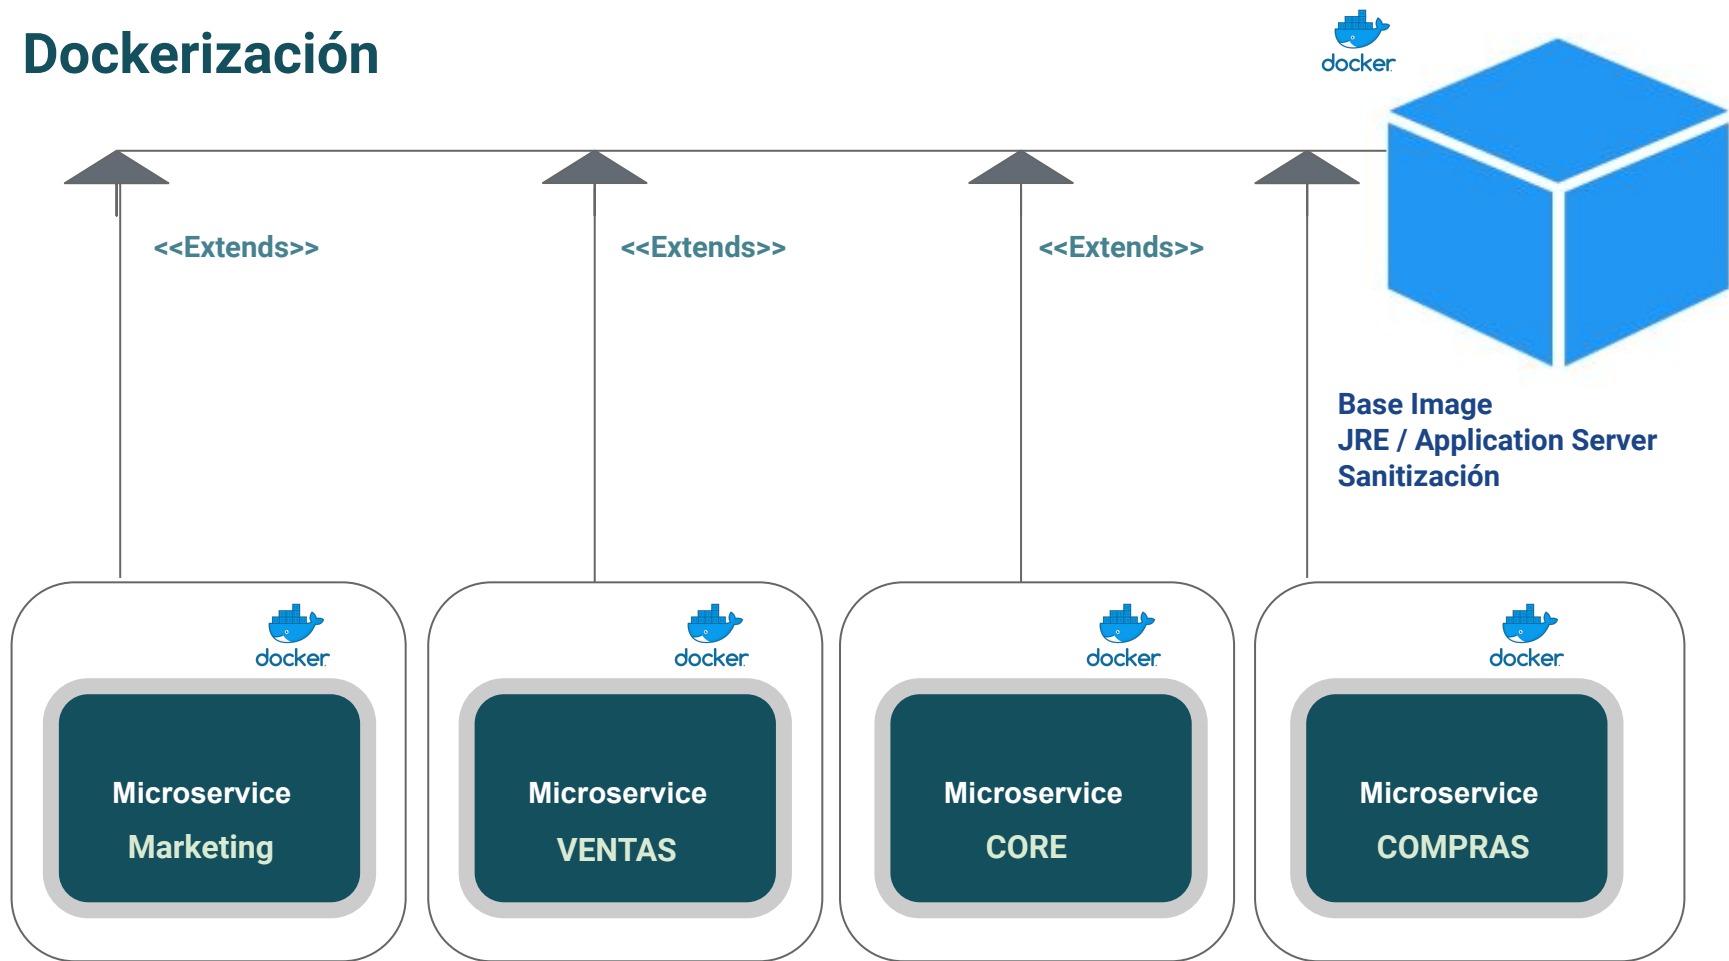 Dockerización
docker
<<Extends>>
<<Extends>>
<<Extends>>
Base Image
JRE / Application Server
Sanitización
docker
Microservice
Marketing
docker
Microservice
VENTAS
docker
Microservice
CORE
docker
Microservice
COMPRAS